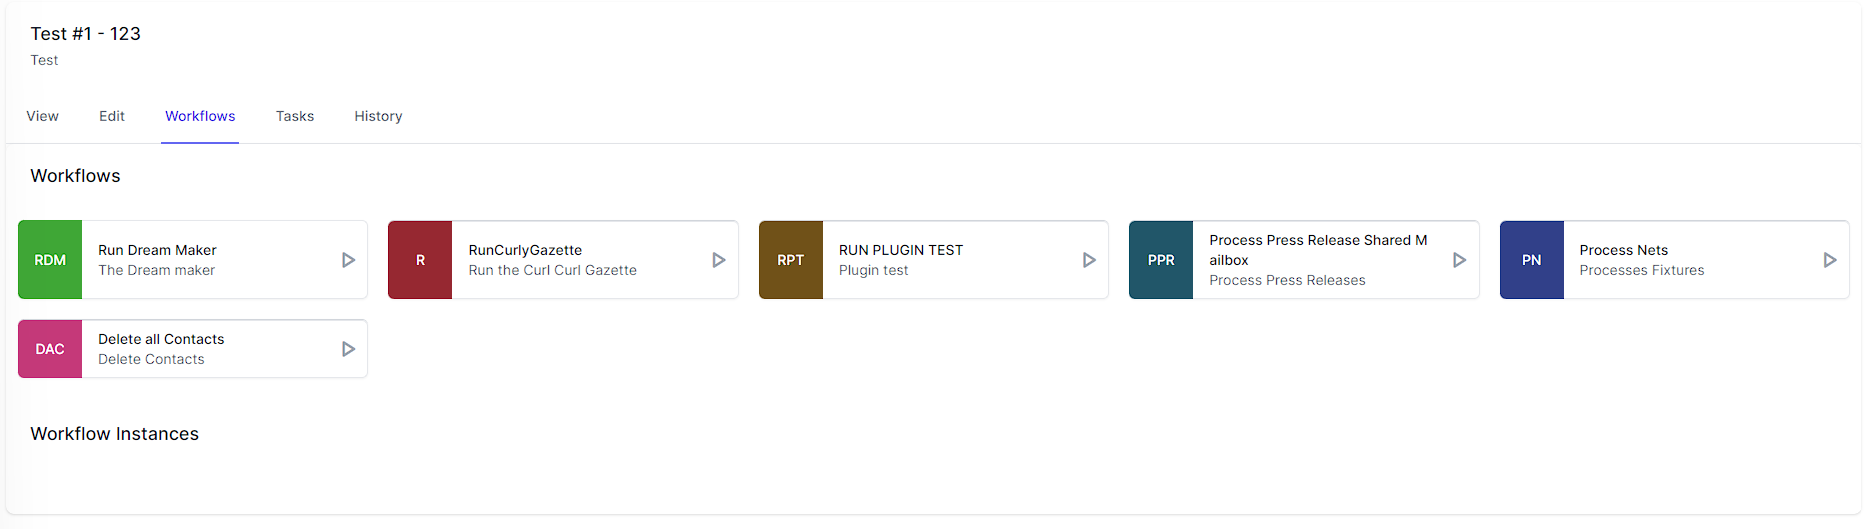 Test #1 - 123
Test
View Edit Workflows Tasks History
Workflows
RDM
Run Dream Maker
The Dream maker
R
RunCurlyGazette
Run the Curl Curl Gazette
RPT
RUN PLUGIN TEST
Plugin test
PPR
Process Press Release Shared M
ailbox
Process Press Releases
PN
Process Nets
Processes Fixtures
DAC
Delete all Contacts
Delete Contacts
Workflow Instances